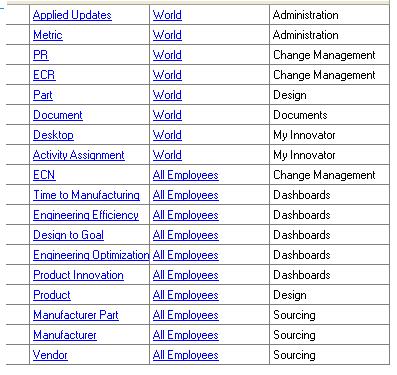 Applied Updates World Administration
Metric World Administration
PR World Change Management
ECR World Change Management
Part World Design
Document World Documents
Desktop World My Innovator
Activity Assignment World My Innovator
ECN All Employees Change Management
Time to Manufacturing All Employees Dashboards
Engineering Efficiency All Employees Dashboards
Design to Goal All Employees Dashboards
Engineering Optimization All Employees Dashboards
Product Innovation All Employees Dashboards
Product All Employees Design
Manufacturer Part All Employees Sourcing
Manufacturer All Employees Sourcing
Vendor All Employees Sourcing